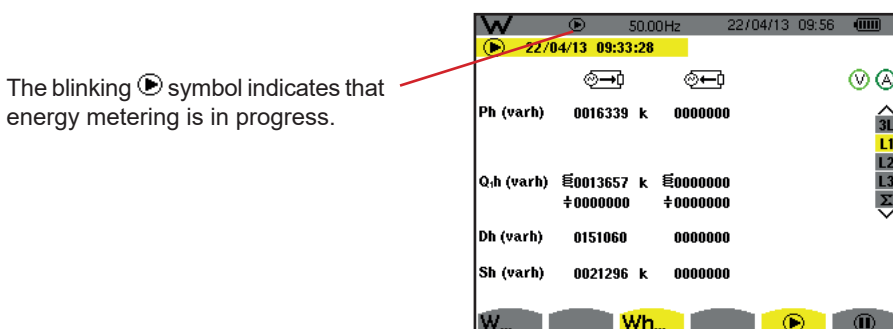 W 50.00Hz 22/04/13 09:56
22/04/13 09:33:28
V A
The blinking symbol indicates that
energy metering is in progress.
Ph (varh) 0016339 k 0000000
3L
L1
L2
L3
Σ
Q₁h (varh) 0013657 k 0000000
0000000 0000000
Dh (varh) 0151060 0000000
Sh (varh) 0021296 k 0000000
W... Wh...